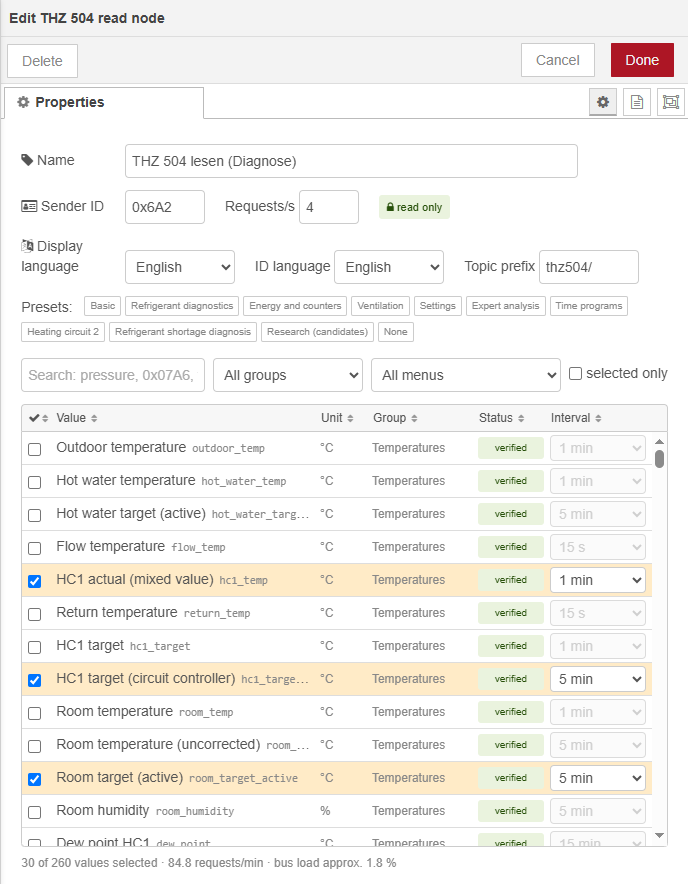 Edit THZ 504 read node
Delete Cancel Done
Properties
Name THZ 504 lesen (Diagnose)
Sender ID 0x6A2 Requests/s 4 read only
Display language English ID language English Topic prefix thz504/
Presets: Basic Refrigerant diagnostics Energy and counters Ventilation Settings Expert analysis Time programs
Heating circuit 2 Refrigerant shortage diagnosis Research (candidates) None
Search: pressure, 0x07A6, All groups All menus selected only
Value Unit Group Status Interval
Outdoor temperature outdoor_temp °C Temperatures verified 1 min
Hot water temperature hot_water_temp °C Temperatures verified 1 min
Hot water target (active) hot_water_targ... °C Temperatures verified 5 min
Flow temperature flow_temp °C Temperatures verified 15 s
HC1 actual (mixed value) hc1_temp °C Temperatures verified 1 min
Return temperature return_temp °C Temperatures verified 15 s
HC1 target hc1_target °C Temperatures verified 1 min
HC1 target (circuit controller) hc1_targe... °C Temperatures verified 5 min
Room temperature room_temp °C Temperatures verified 1 min
Room temperature (uncorrected) room_... °C Temperatures verified 5 min
Room target (active) room_target_active °C Temperatures verified 5 min
Room humidity room_humidity % Temperatures verified 5 min
Dew point HC1 dew_point °C Temperatures verified 15 min
30 of 260 values selected · 84.8 requests/min · bus load approx. 1.8 %